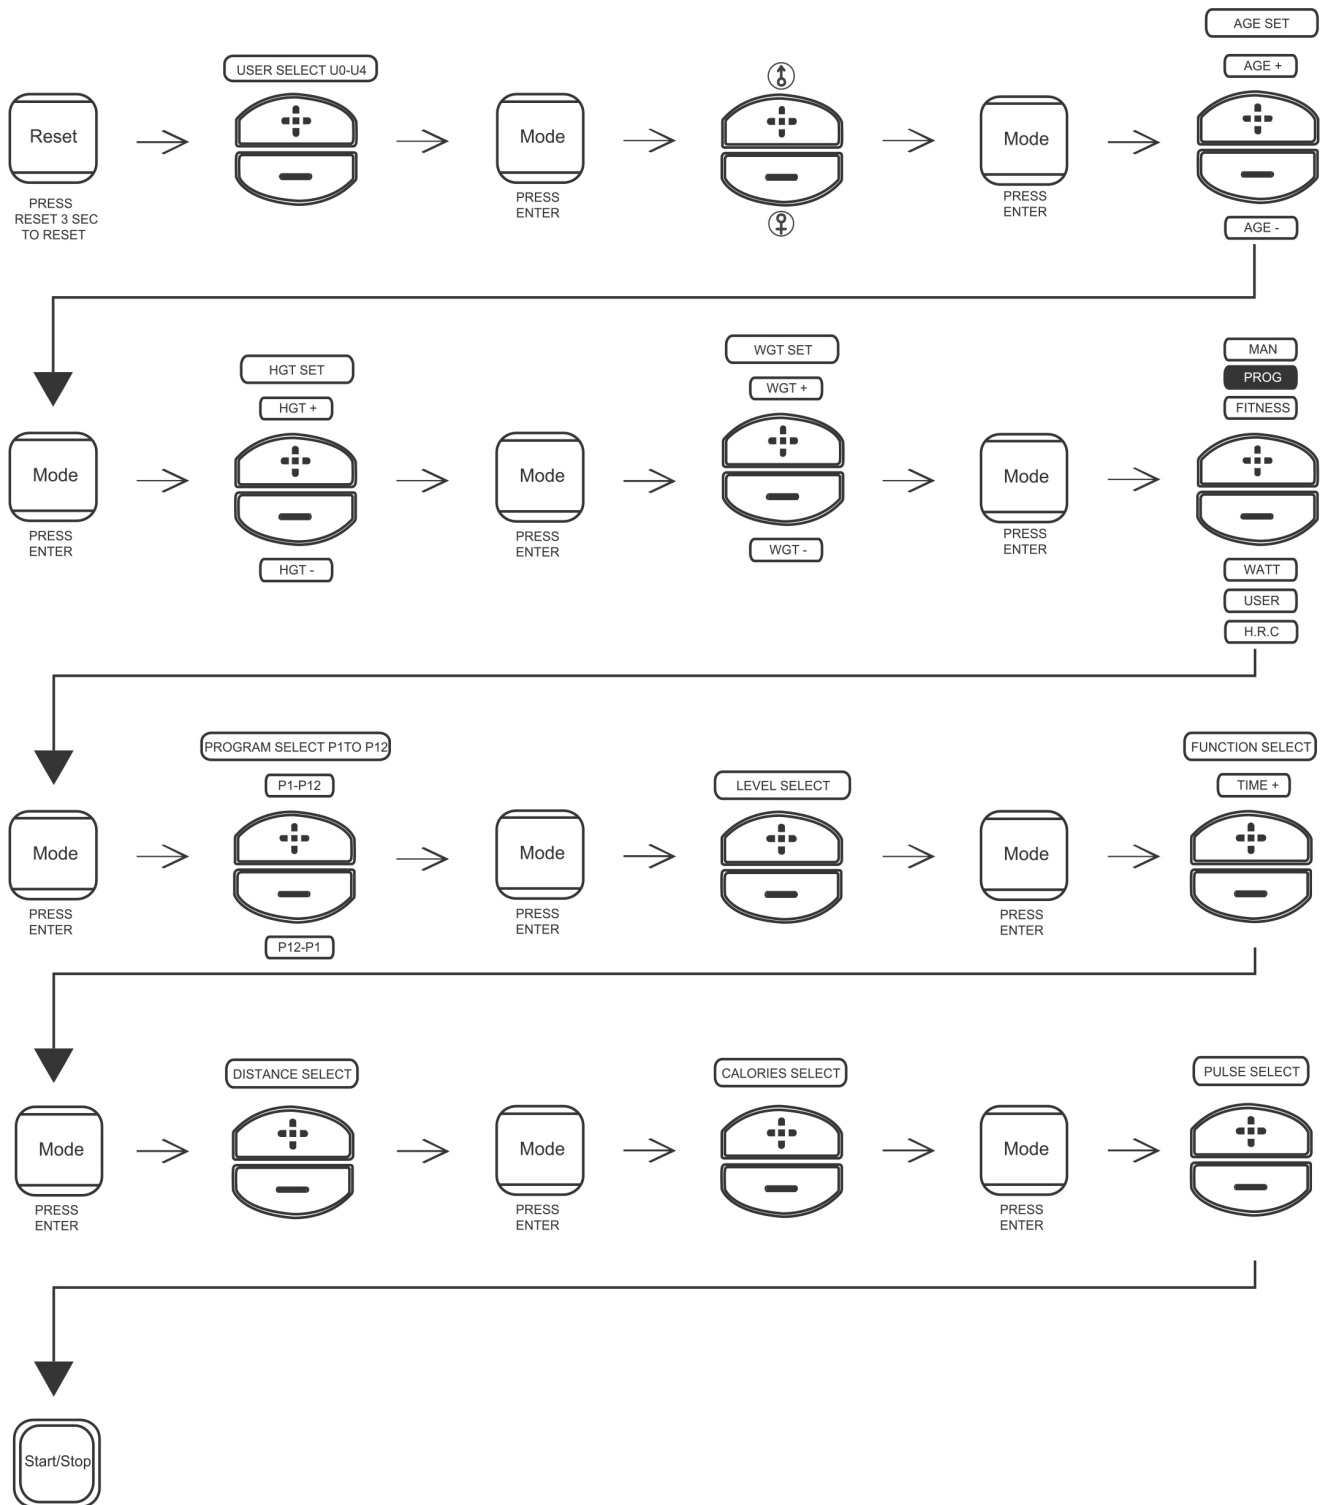 AGE SET
USER SELECT U0-U4
AGE +
Reset
Mode
Mode
PRESS
RESET 3 SEC
TO RESET
PRESS
ENTER
PRESS
ENTER
AGE -
HGT SET
WGT SET
MAN
PROG
HGT +
WGT +
FITNESS
Mode
Mode
Mode
PRESS
ENTER
PRESS
ENTER
PRESS
ENTER
HGT -
WGT -
WATT
USER
H.R.C
PROGRAM SELECT P1TO P12
FUNCTION SELECT
P1-P12
LEVEL SELECT
TIME +
Mode
Mode
Mode
PRESS
ENTER
PRESS
ENTER
PRESS
ENTER
P12-P1
DISTANCE SELECT
CALORIES SELECT
PULSE SELECT
Mode
Mode
Mode
PRESS
ENTER
PRESS
ENTER
PRESS
ENTER
Start/Stop